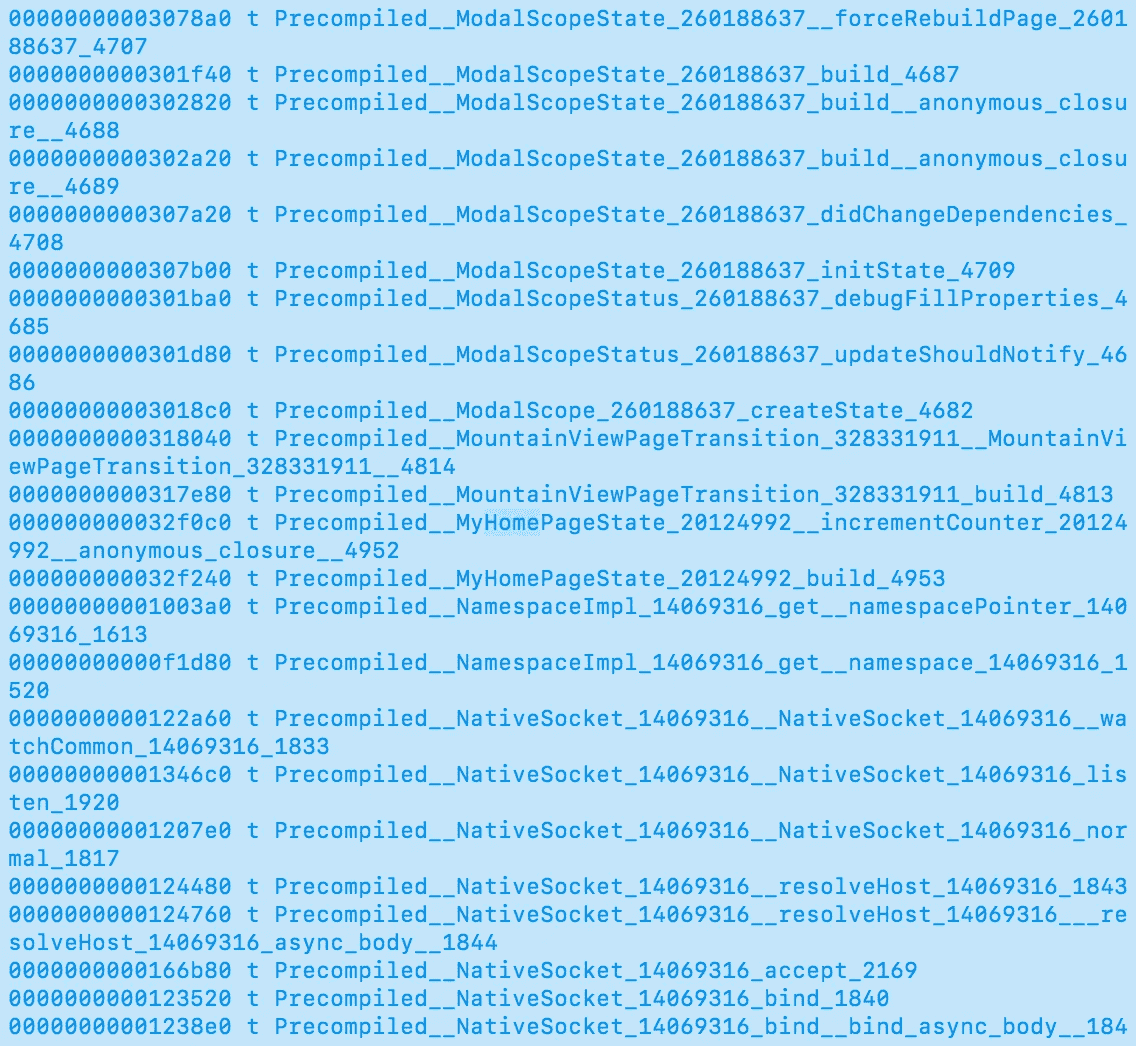 00000000003078a0 t Precompiled__ModalScopeState_260188637__forceRebuildPage_2601
88637_4707
0000000000301f40 t Precompiled__ModalScopeState_260188637_build_4687
0000000000302820 t Precompiled__ModalScopeState_260188637_build__anonymous_closu
re__4688
0000000000302a20 t Precompiled__ModalScopeState_260188637_build__anonymous_closu
re__4689
0000000000307a20 t Precompiled__ModalScopeState_260188637_didChangeDependencies_
4708
0000000000307b00 t Precompiled__ModalScopeState_260188637_initState_4709
0000000000301ba0 t Precompiled__ModalScopeStatus_260188637_debugFillProperties_4
685
0000000000301d80 t Precompiled__ModalScopeStatus_260188637_updateShouldNotify_46
86
00000000003018c0 t Precompiled__ModalScope_260188637_createState_4682
0000000000318040 t Precompiled__MountainViewPageTransition_328331911__MountainVi
ewPageTransition_328331911__4814
0000000000317e80 t Precompiled__MountainViewPageTransition_328331911_build_4813
000000000032f0c0 t Precompiled__MyHomePageState_20124992__incrementCounter_20124
992__anonymous_closure__4952
000000000032f240 t Precompiled__MyHomePageState_20124992_build_4953
00000000001003a0 t Precompiled__NamespaceImpl_14069316_get__namespacePointer_140
69316_1613
00000000000f1d80 t Precompiled__NamespaceImpl_14069316_get__namespace_14069316_1
520
0000000000122a60 t Precompiled__NativeSocket_14069316__NativeSocket_14069316__wa
tchCommon_14069316_1833
00000000001346c0 t Precompiled__NativeSocket_14069316__NativeSocket_14069316_lis
ten_1920
00000000001207e0 t Precompiled__NativeSocket_14069316__NativeSocket_14069316_nor
mal_1817
0000000000124480 t Precompiled__NativeSocket_14069316__resolveHost_14069316_1843
0000000000124760 t Precompiled__NativeSocket_14069316__resolveHost_14069316___re
solveHost_14069316_async_body__1844
0000000000166b80 t Precompiled__NativeSocket_14069316_accept_2169
0000000000123520 t Precompiled__NativeSocket_14069316_bind_1840
00000000001238e0 t Precompiled__NativeSocket_14069316_bind__bind_async_body__184